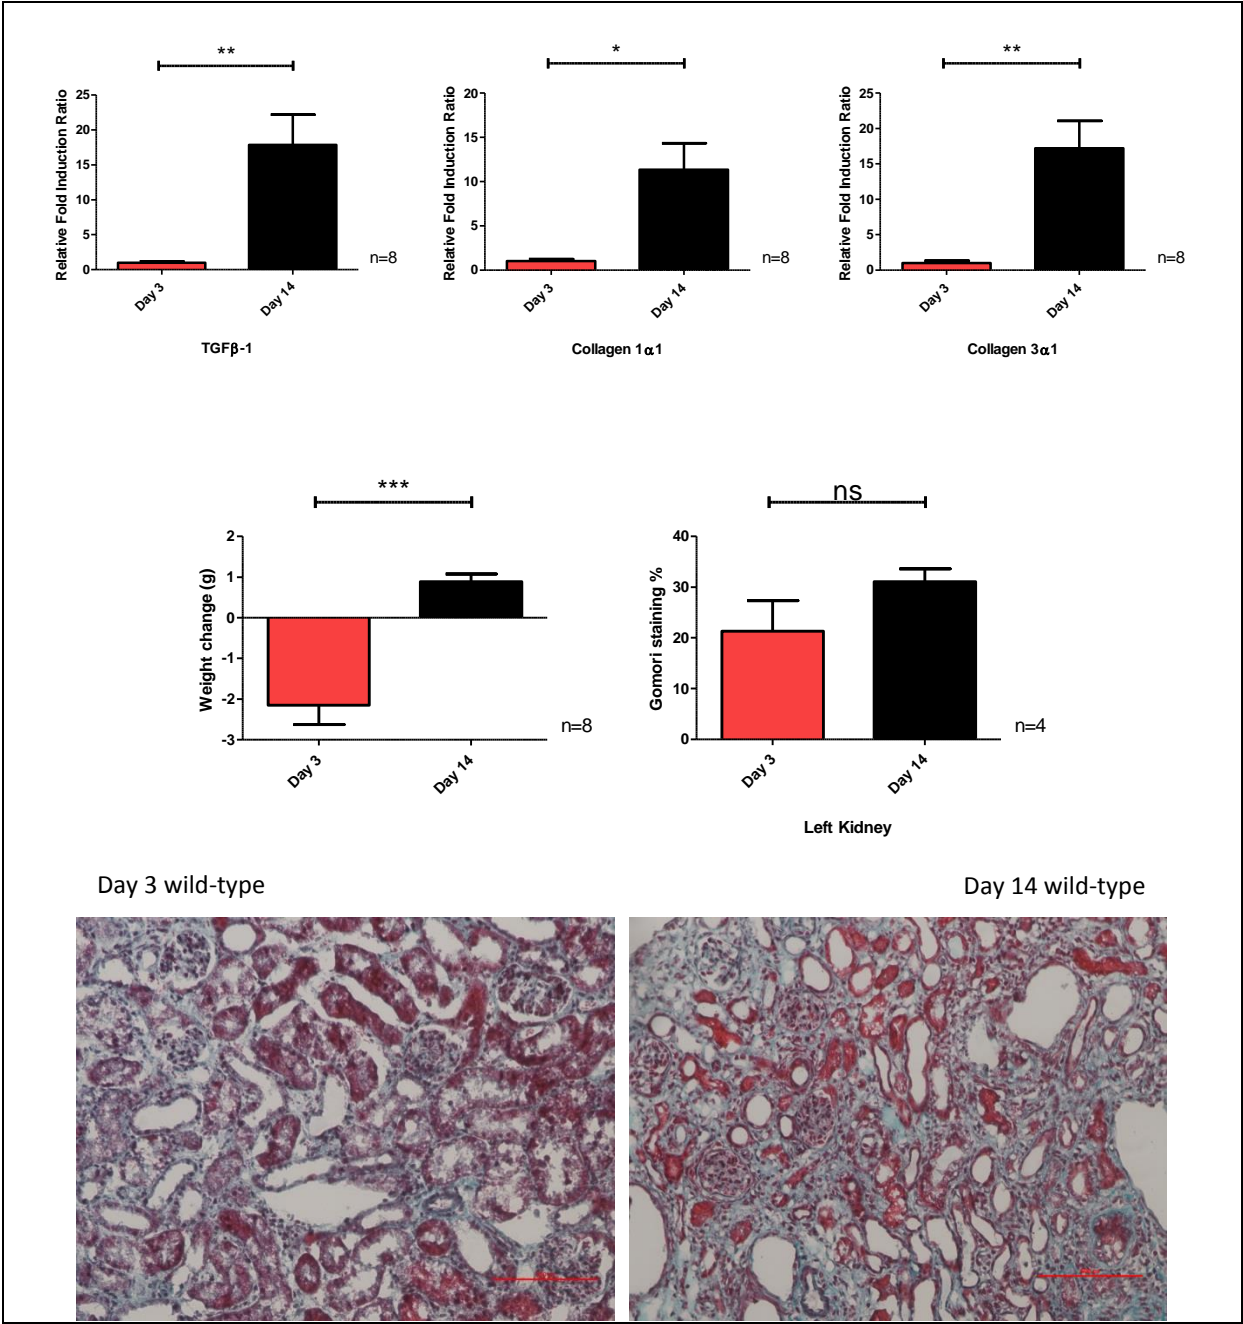 **
*
**
Relative Fold Induction Ratio
25
20
15
10
5
0
Day 3
Day 14
n=8
TGFβ-1
Relative Fold Induction Ratio
20
15
10
5
0
Day 3
Day 14
n=8
Collagen 1α1
Relative Fold Induction Ratio
25
20
15
10
5
0
Day 3
Day 14
n=8
Collagen 3α1
***
Weight change (g)
2
1
0
-1
-2
-3
Day 3
Day 14
n=8
ns
Gomori staining %
40
30
20
10
0
Day 3
Day 14
n=4
Left Kidney
Day 3 wild-type
Day 14 wild-type